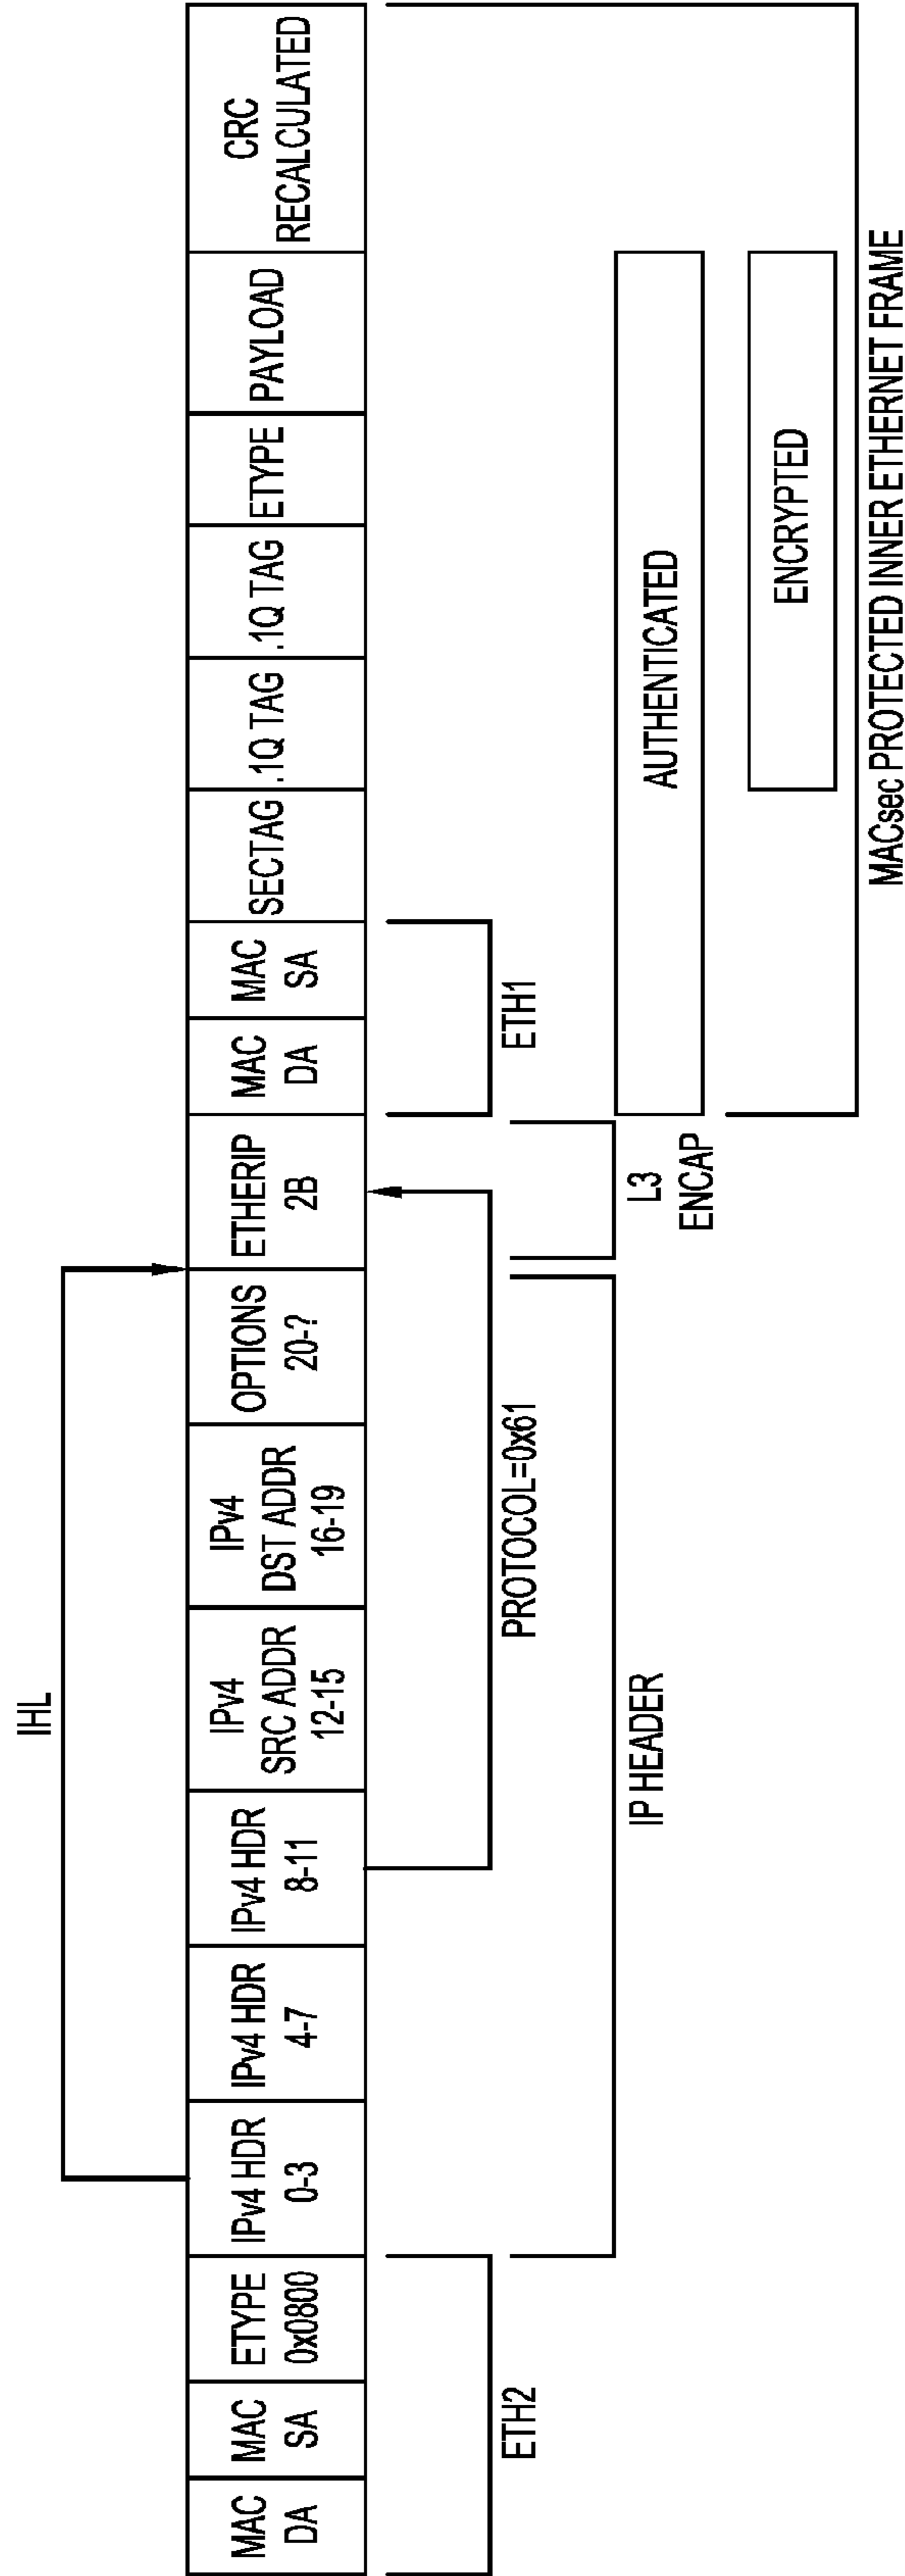 IHL
MAC
DA
MAC
SA
ETYPE
0x0800
IPv4 HDR
0-3
IPv4 HDR
4-7
IPv4 HDR
8-11
IPv4
SRC ADDR
12-15
IPv4
DST ADDR
16-19
OPTIONS
20-?
ETHERIP
2B
MAC
DA
MAC
SA
SECTAG
.1Q TAG
.1Q TAG
ETYPE
PAYLOAD
CRC
RECALCULATED
ETH2
PROTOCOL=0x61
ETH1
IP HEADER
L3
ENCAP
AUTHENTICATED
ENCRYPTED
MACsec PROTECTED INNER ETHERNET FRAME